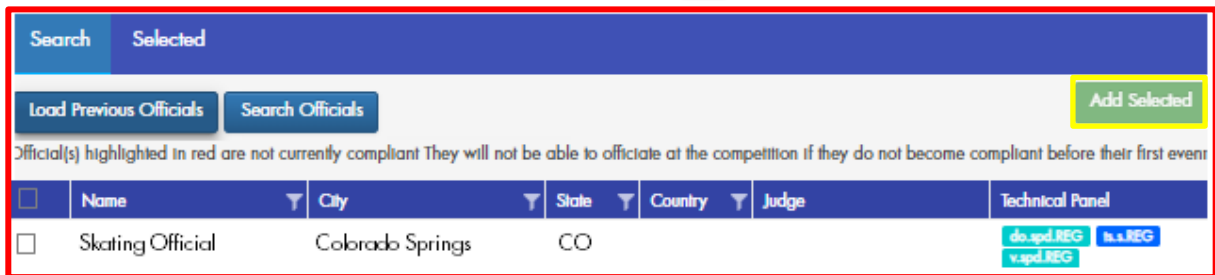 Search Selected
Load Previous Officials Search Officials Add Selected
Official(s) highlighted in red are not currently compliant They will not be able to officiate at the competition if they do not become compliant before their first
Name City State Country Judge Technical Panel
Skating Official Colorado Springs CO do.spd.REG ts.s.REG
v.spd.REG